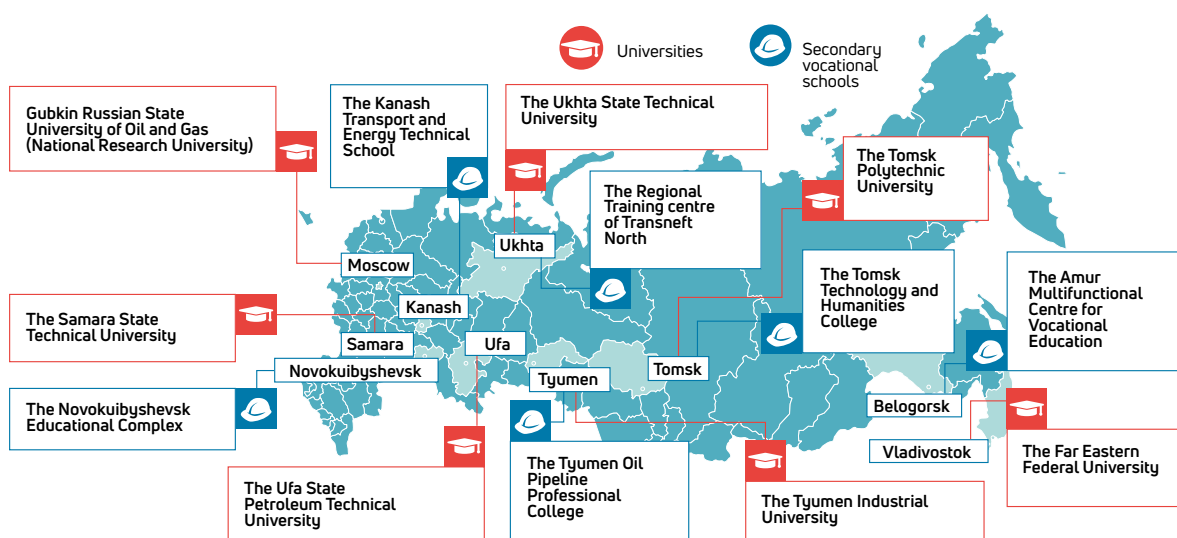 Universities
Secondary
vocational
schools
Gubkin Russian State
University of Oil and Gas
(National Research University)
The Kanash
Transport and
Energy Technical
School
The Ukhta State Technical
University
The Tomsk
Polytechnic
University
The Regional
Training centre
of Transneft
North
Ukhta
Moscow
The Tomsk
Technology and
Humanities
College
The Amur
Multifunctional
Centre for
Vocational
Education
Kanash
The Samara State
Technical University
Samara
Ufa
Novokuibyshevsk
Tyumen
Tomsk
Belogorsk
The Novokuibyshevsk
Educational Complex
Vladivostok
The Far Eastern
Federal University
The Ufa State
Petroleum Technical
University
The Tyumen Oil
Pipeline
Professional
College
The Tyumen Industrial
University